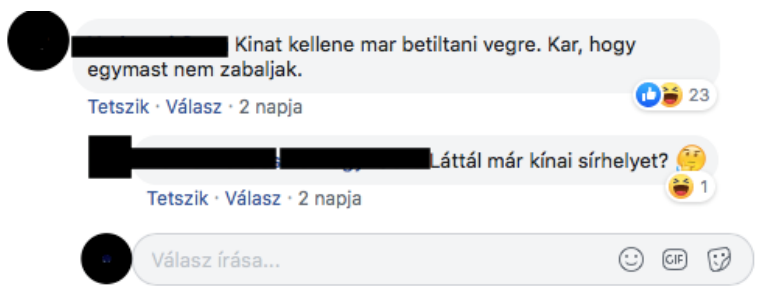 Kinat kellene mar betiltani vegre. Kar, hogy
egymast nem zabaljak.
23
Tetszik · Válasz · 2 napja
Láttál már kínai sírhelyet? 🤔
1
Tetszik · Válasz · 2 napja
Válasz írása...
GIF